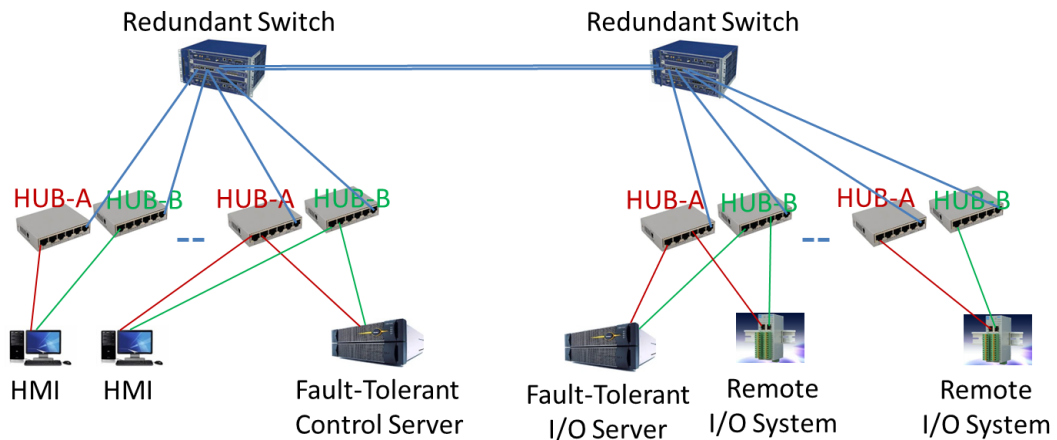 Redundant Switch
Redundant Switch
HUB-A
HUB-B
HUB-A
HUB-B
HUB-A
HUB-B
HUB-A
HUB-B
HMI
HMI
Fault-Tolerant
Control Server
Fault-Tolerant
I/O Server
Remote
I/O System
Remote
I/O System